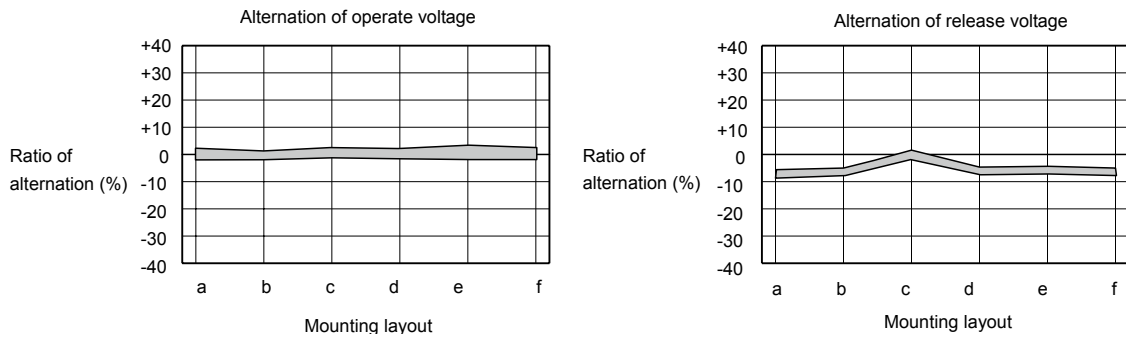 Alternation of operate voltage
+40
+30
+20
+10
0
-10
-20
-30
-40
Ratio of
alternation (%)
a b c d e f
Mounting layout
Alternation of release voltage
+40
+30
+20
+10
0
-10
-20
-30
-40
Ratio of
alternation (%)
a b c d e f
Mounting layout